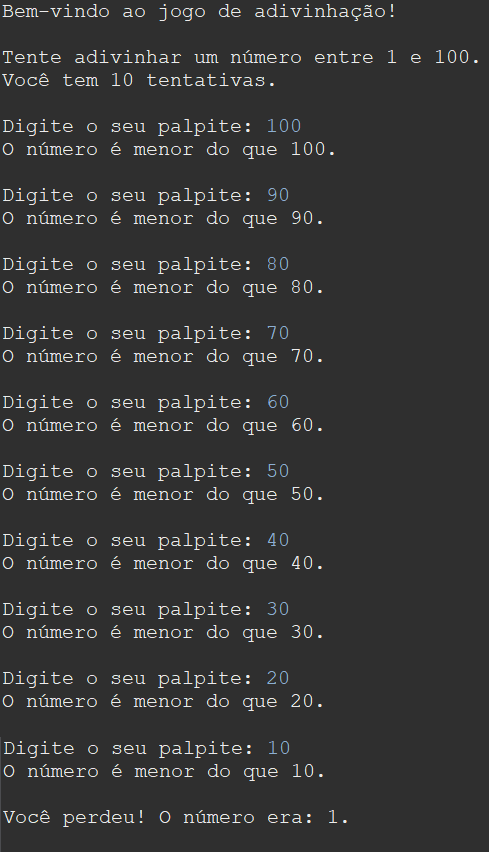 Bem-vindo ao jogo de adivinhação!
Tente adivinhar um número entre 1 e 100.
Você tem 10 tentativas.
Digite o seu palpite: 100
O número é menor do que 100.
Digite o seu palpite: 90
O número é menor do que 90.
Digite o seu palpite: 80
O número é menor do que 80.
Digite o seu palpite: 70
O número é menor do que 70.
Digite o seu palpite: 60
O número é menor do que 60.
Digite o seu palpite: 50
O número é menor do que 50.
Digite o seu palpite: 40
O número é menor do que 40.
Digite o seu palpite: 30
O número é menor do que 30.
Digite o seu palpite: 20
O número é menor do que 20.
Digite o seu palpite: 10
O número é menor do que 10.
Você perdeu! O número era: 1.